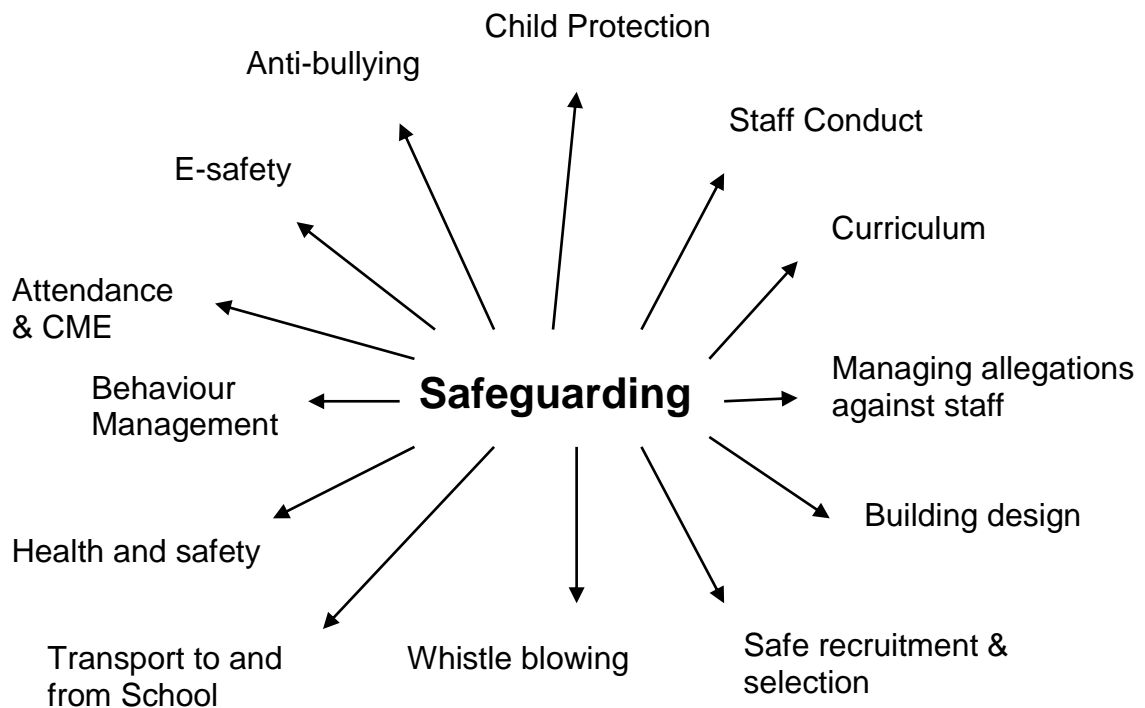 Child Protection
Anti-bullying
Staff Conduct
E-safety
Curriculum
Attendance
& CME
Managing allegations
against staff
Behaviour
Management
Safeguarding
Building design
Health and safety
Transport to and
from School
Whistle blowing
Safe recruitment &
selection